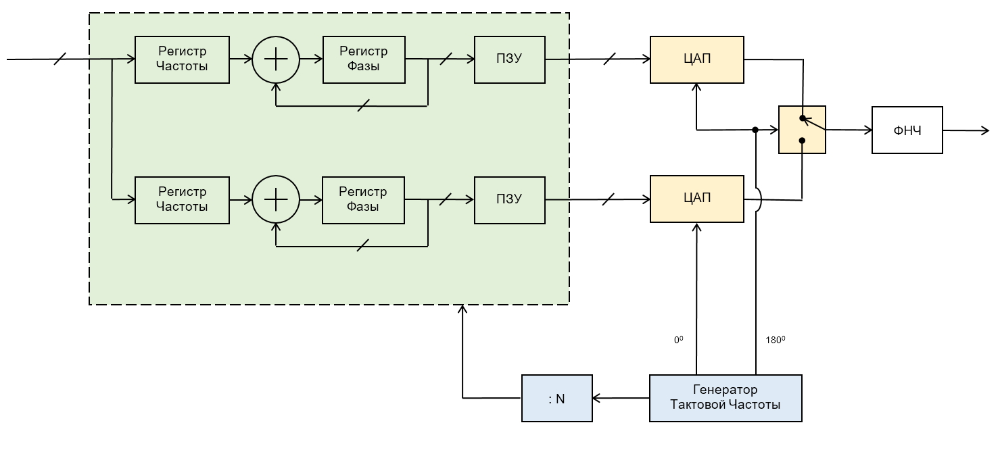 Регистр
Частоты
Регистр
Фазы
ПЗУ
ЦАП
ФНЧ
Регистр
Частоты
Регистр
Фазы
ПЗУ
ЦАП
0⁰
180⁰
: N
Генератор
Тактовой Частоты